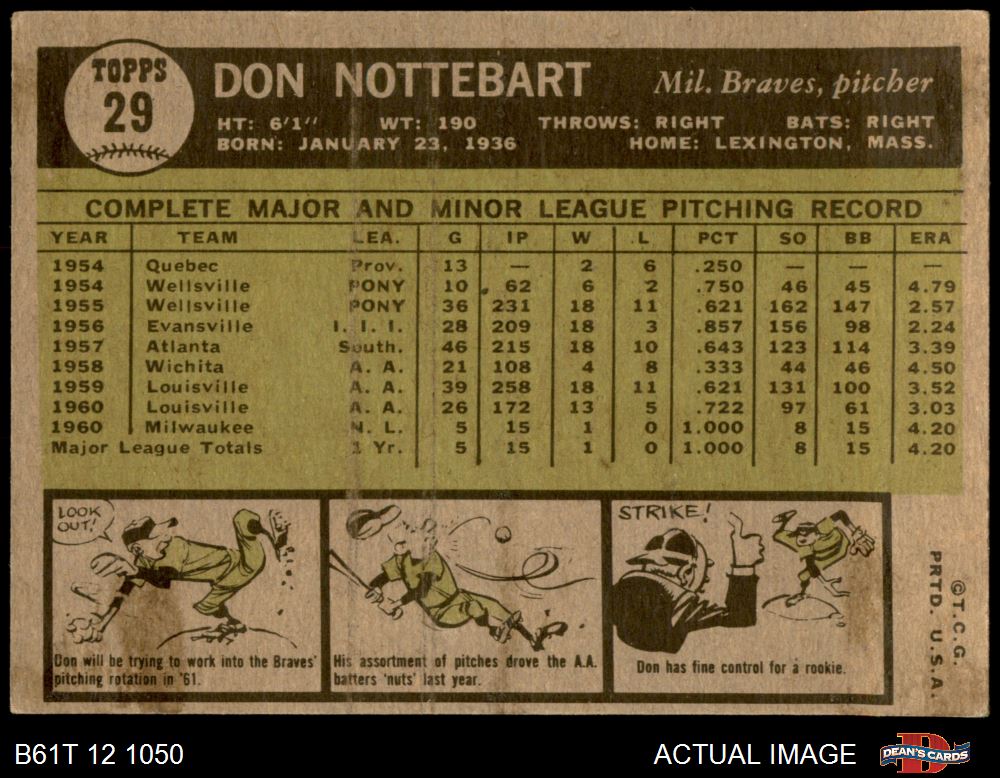 TOPPS
29
DON NOTTEBART Mil. Braves, pitcher
HT: 6'1" WT: 190 THROWS: RIGHT BATS: RIGHT
BORN: JANUARY 23, 1936 HOME: LEXINGTON, MASS.
COMPLETE MAJOR AND MINOR LEAGUE PITCHING RECORD
YEAR TEAM LEA. G IP W L PCT SO BB ERA
1954 Quebec Prov. 13 — 2 6 .250 — — —
1954 Wellsville PONY 10 62 6 2 .750 46 45 4.79
1955 Wellsville PONY 36 231 18 11 .621 162 147 2.57
1956 Evansville I. I. I. 28 209 18 3 .857 156 98 2.24
1957 Atlanta South. 46 215 18 10 .643 123 114 3.39
1958 Wichita A. A. 21 108 4 8 .333 44 46 4.50
1959 Louisville A. A. 39 258 18 11 .621 131 100 3.52
1960 Louisville A. A. 26 172 13 5 .722 97 61 3.03
1960 Milwaukee N. L. 5 15 1 0 1.000 8 15 4.20
Major League Totals 1 Yr. 5 15 1 0 1.000 8 15 4.20
LOOK
OUT!
Don will be trying to work into the Braves'
pitching rotation in '61.
His assortment of pitches drove the A.A.
batters 'nuts' last year.
STRIKE!
Don has fine control for a rookie.
©T.C.G.
PRTD. U.S.A.
B61T 12 1050
ACTUAL IMAGE
DEAN'S CARDS